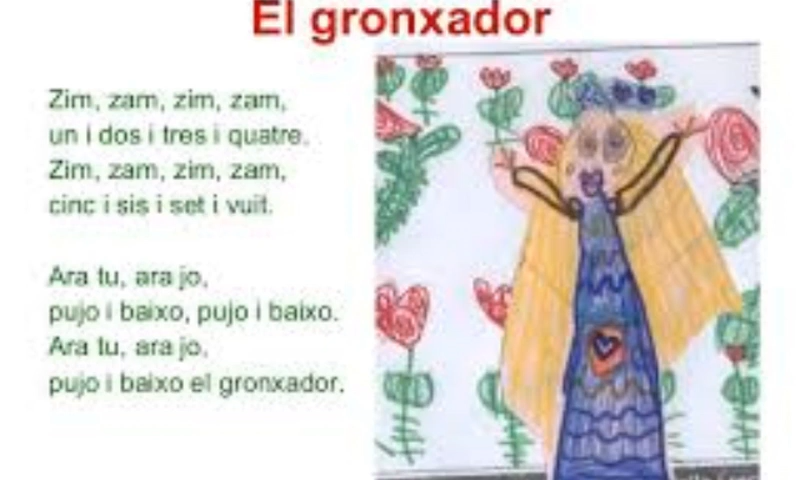 El gronxador
Zim, zam, zim, zam,
un i dos i tres i quatre.
Zim, zam, zim, zam,
cinc i sis i set i vuit.
Ara tu, ara jo,
pujo i baixo, pujo i baixo.
Ara tu, ara jo,
pujo i baixo el gronxador.